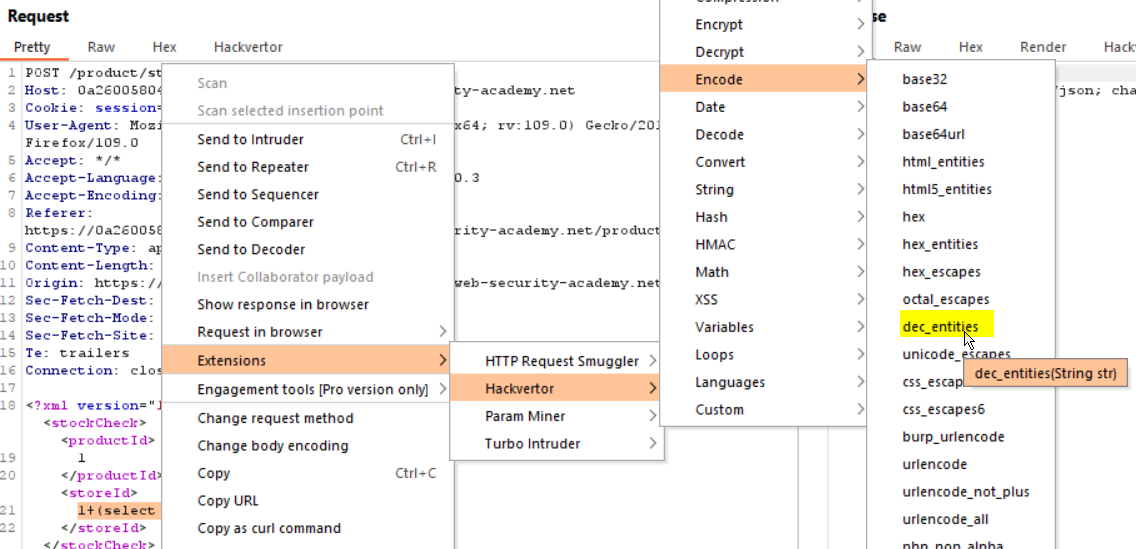 Request
Pretty Raw Hex Hackvertor
1 POST /product/st
2 Host: 0a26005804
ty-academy.net
3 Cookie: session=
4 User-Agent: Mozi
x64; rv:109.0) Gecko/201
Firefox/109.0
5 Accept: */*
6 Accept-Language:
0.3
7 Accept-Encoding:
8 Referer:
https://0a260058
rity-academy.net/product
9 Content-Type: ap
10 Content-Length:
11 Origin: https://
web-security-academy.net
12 Sec-Fetch-Dest:
13 Sec-Fetch-Mode:
14 Sec-Fetch-Site:
15 Te: trailers
16 Connection: clos
17
18 <?xml version="1
<stockCheck>
<productId>
19 1
20 </productId>
<storeId>
21 1+(select
22 </storeId>
</stockCheck>
Scan
Scan selected insertion point
Send to Intruder Ctrl+I
Send to Repeater Ctrl+R
Send to Sequencer
Send to Comparer
Send to Decoder
Insert Collaborator payload
Show response in browser
Request in browser
Extensions
Engagement tools [Pro version only]
Change request method
Change body encoding
Copy Ctrl+C
Copy URL
Copy as curl command
HTTP Request Smuggler
Hackvertor
Param Miner
Turbo Intruder
Compression
Encrypt
Decrypt
Encode
Date
Decode
Convert
String
Hash
HMAC
Math
XSS
Variables
Loops
Languages
Custom
se
Raw Hex Render Hack
/json; cha
base32
base64
base64url
html_entities
html5_entities
hex
hex_entities
hex_escapes
octal_escapes
dec_entities
unicode_escapes
css_escap
dec_entities(String str)
css_escapes6
burp_urlencode
urlencode
urlencode_not_plus
urlencode_all
php_non_alpha